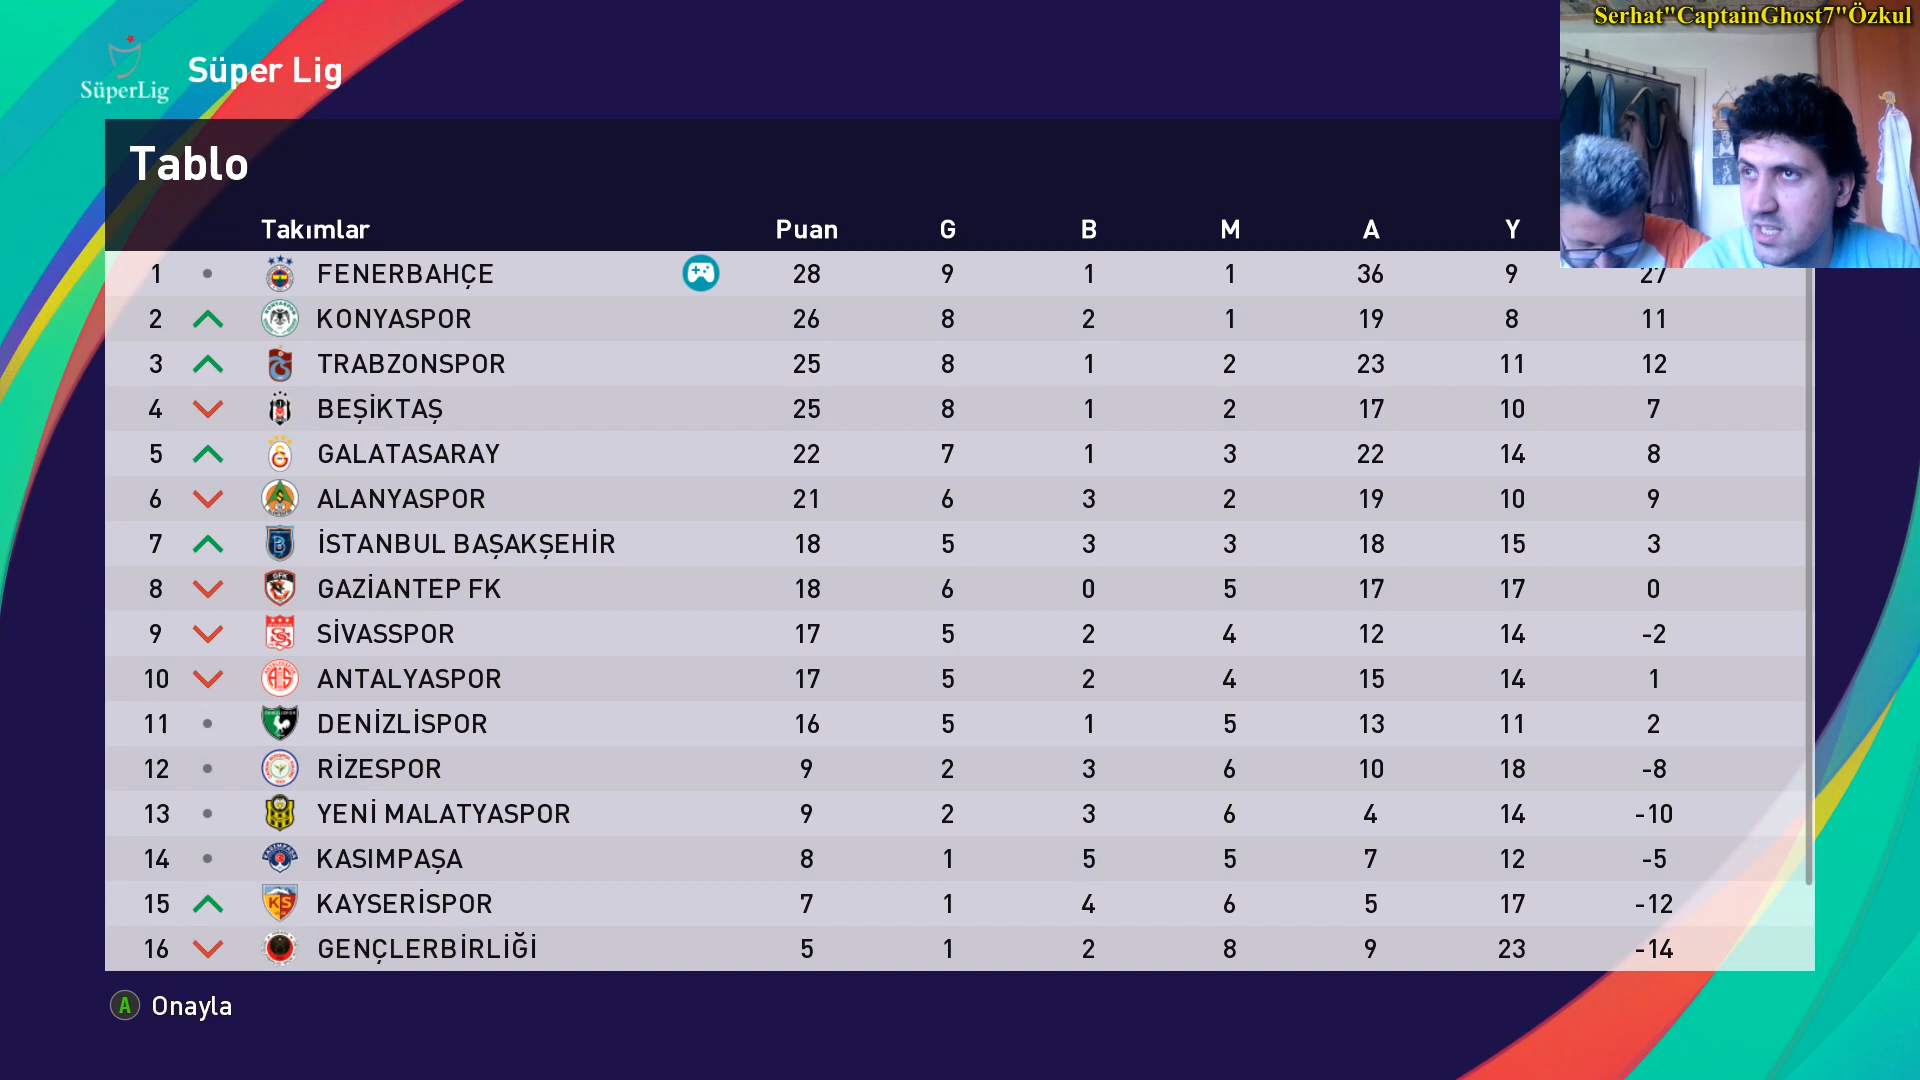 Serhat"CaptainGhost7"Özkul
SüperLig
Süper Lig
Tablo
Takımlar Puan G B M A Y
1 FENERBAHÇE 28 9 1 1 36 9 27
2 KONYASPOR 26 8 2 1 19 8 11
3 TRABZONSPOR 25 8 1 2 23 11 12
4 BEŞİKTAŞ 25 8 1 2 17 10 7
5 GALATASARAY 22 7 1 3 22 14 8
6 ALANYASPOR 21 6 3 2 19 10 9
7 İSTANBUL BAŞAKŞEHİR 18 5 3 3 18 15 3
8 GAZİANTEP FK 18 6 0 5 17 17 0
9 SİVASSPOR 17 5 2 4 12 14 -2
10 ANTALYASPOR 17 5 2 4 15 14 1
11 DENİZLİSPOR 16 5 1 5 13 11 2
12 RİZESPOR 9 2 3 6 10 18 -8
13 YENİ MALATYASPOR 9 2 3 6 4 14 -10
14 KASIMPAŞA 8 1 5 5 7 12 -5
15 KAYSERİSPOR 7 1 4 6 5 17 -12
16 GENÇLERBİRLİĞİ 5 1 2 8 9 23 -14
A Onayla